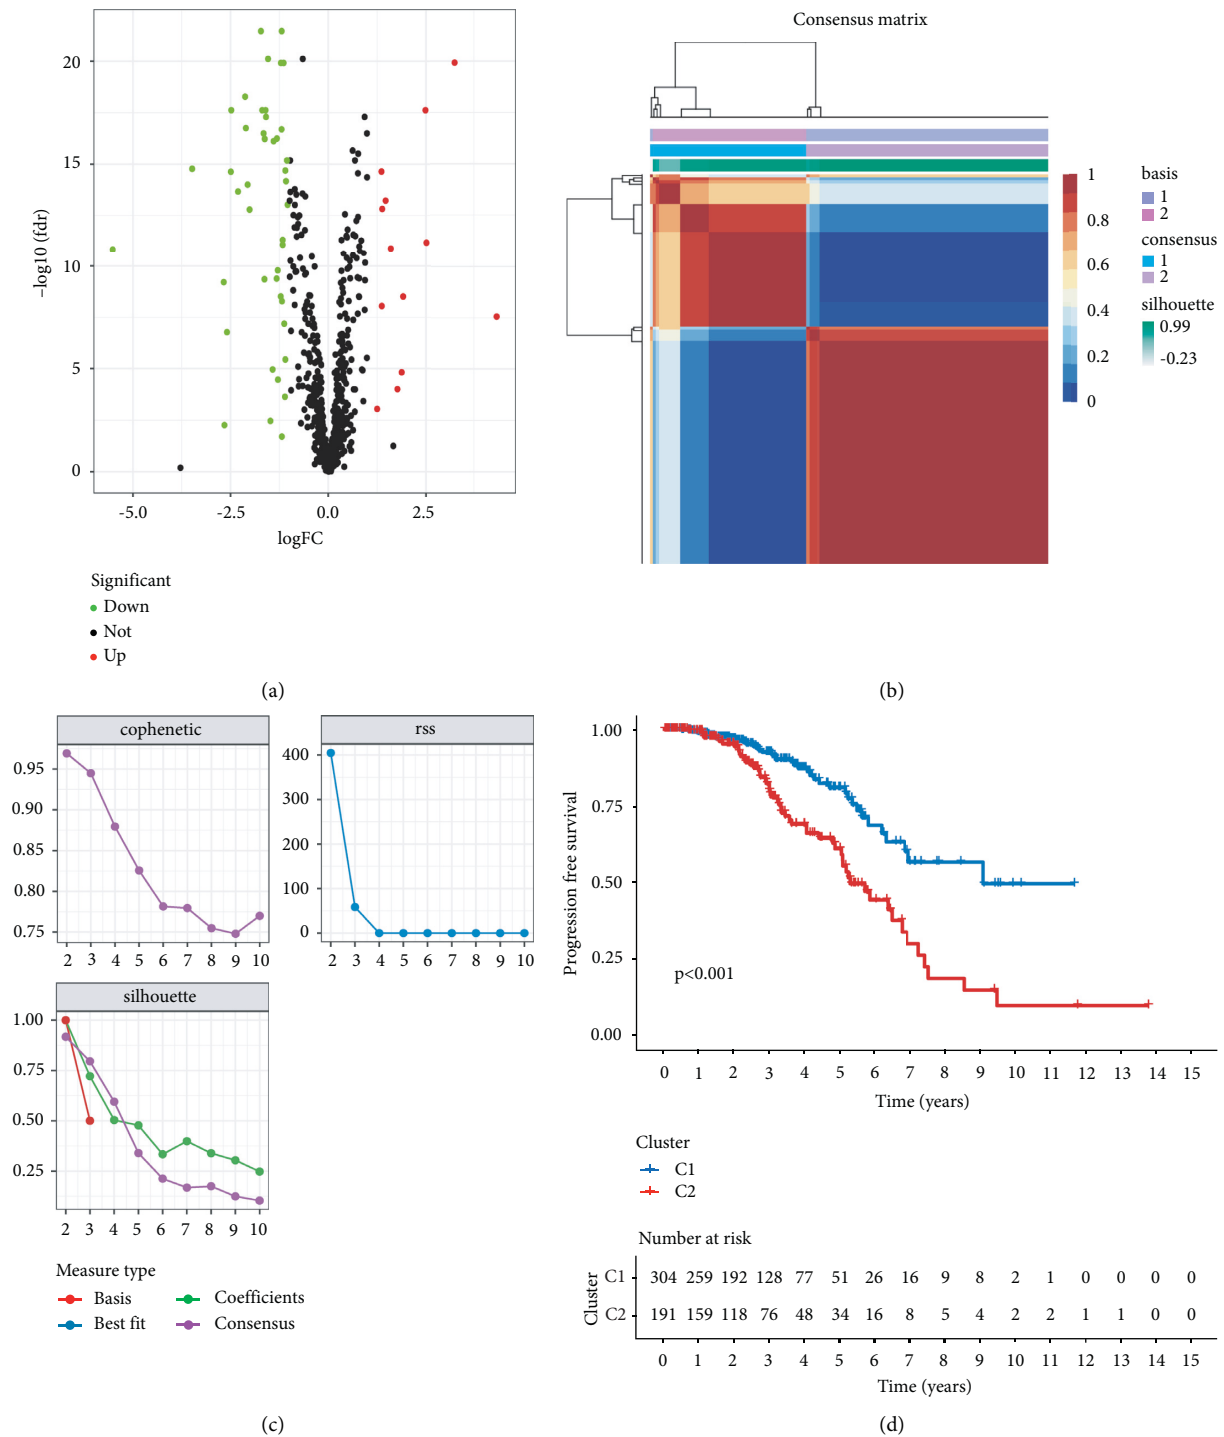 20
15
10
5
0
−log10 (fdr)
-5.0 -2.5 0.0 2.5
logFC
Significant
Down
Not
Up
(a)
Consensus matrix
1
0.8
0.6
0.4
0.2
0
basis
1
2
consensus
1
2
silhouette
0.99
-0.23
(b)
cophenetic
0.95
0.90
0.85
0.80
0.75
2 3 4 5 6 7 8 9 10
rss
400
300
200
100
0
2 3 4 5 6 7 8 9 10
silhouette
1.00
0.75
0.50
0.25
2 3 4 5 6 7 8 9 10
Measure type
Basis
Best fit
Coefficients
Consensus
(c)
1.00
0.75
0.50
0.25
0.00
Progression free survival
p<0.001
0 1 2 3 4 5 6 7 8 9 10 11 12 13 14 15
Time (years)
Cluster
C1
C2
Number at risk
Cluster
C1 304 259 192 128 77 51 26 16 9 8 2 1 0 0 0 0
C2 191 159 118 76 48 34 16 8 5 4 2 2 1 1 0 0
0 1 2 3 4 5 6 7 8 9 10 11 12 13 14 15
Time (years)
(d)